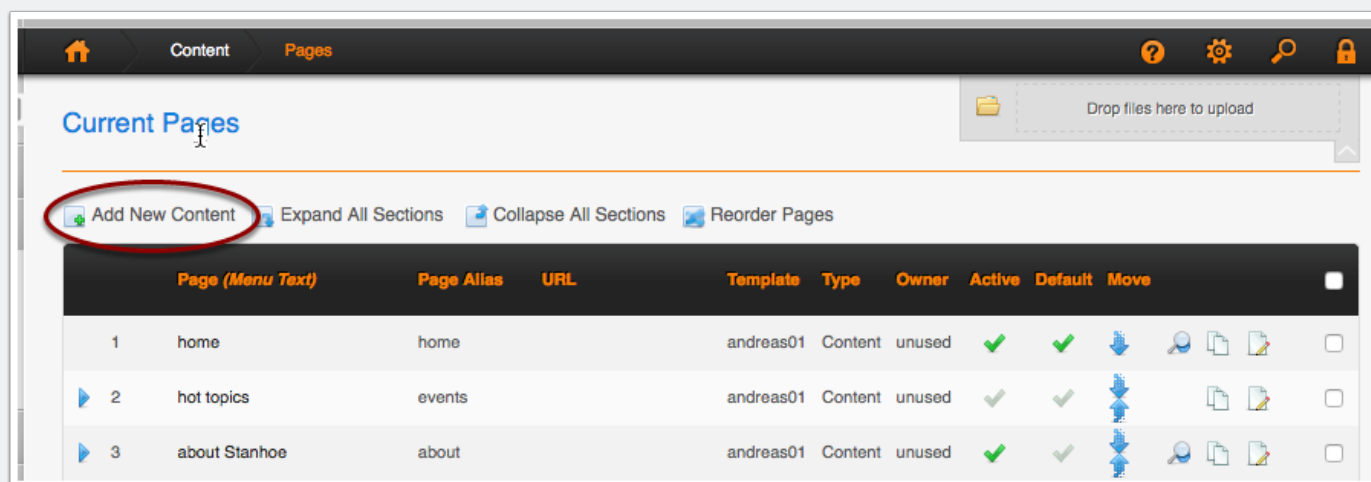 Content Pages
Drop files here to upload
Current Pages
Add New Content Expand All Sections Collapse All Sections Reorder Pages
Page (Menu Text) Page Alias URL Template Type Owner Active Default Move
1 home home andreas01 Content unused
2 hot topics events andreas01 Content unused
3 about Stanhoe about andreas01 Content unused